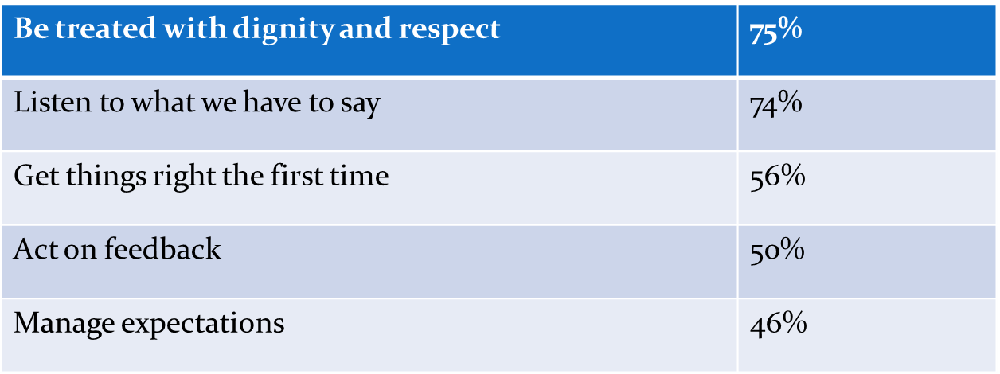 Be treated with dignity and respect 75%
Listen to what we have to say 74%
Get things right the first time 56%
Act on feedback 50%
Manage expectations 46%